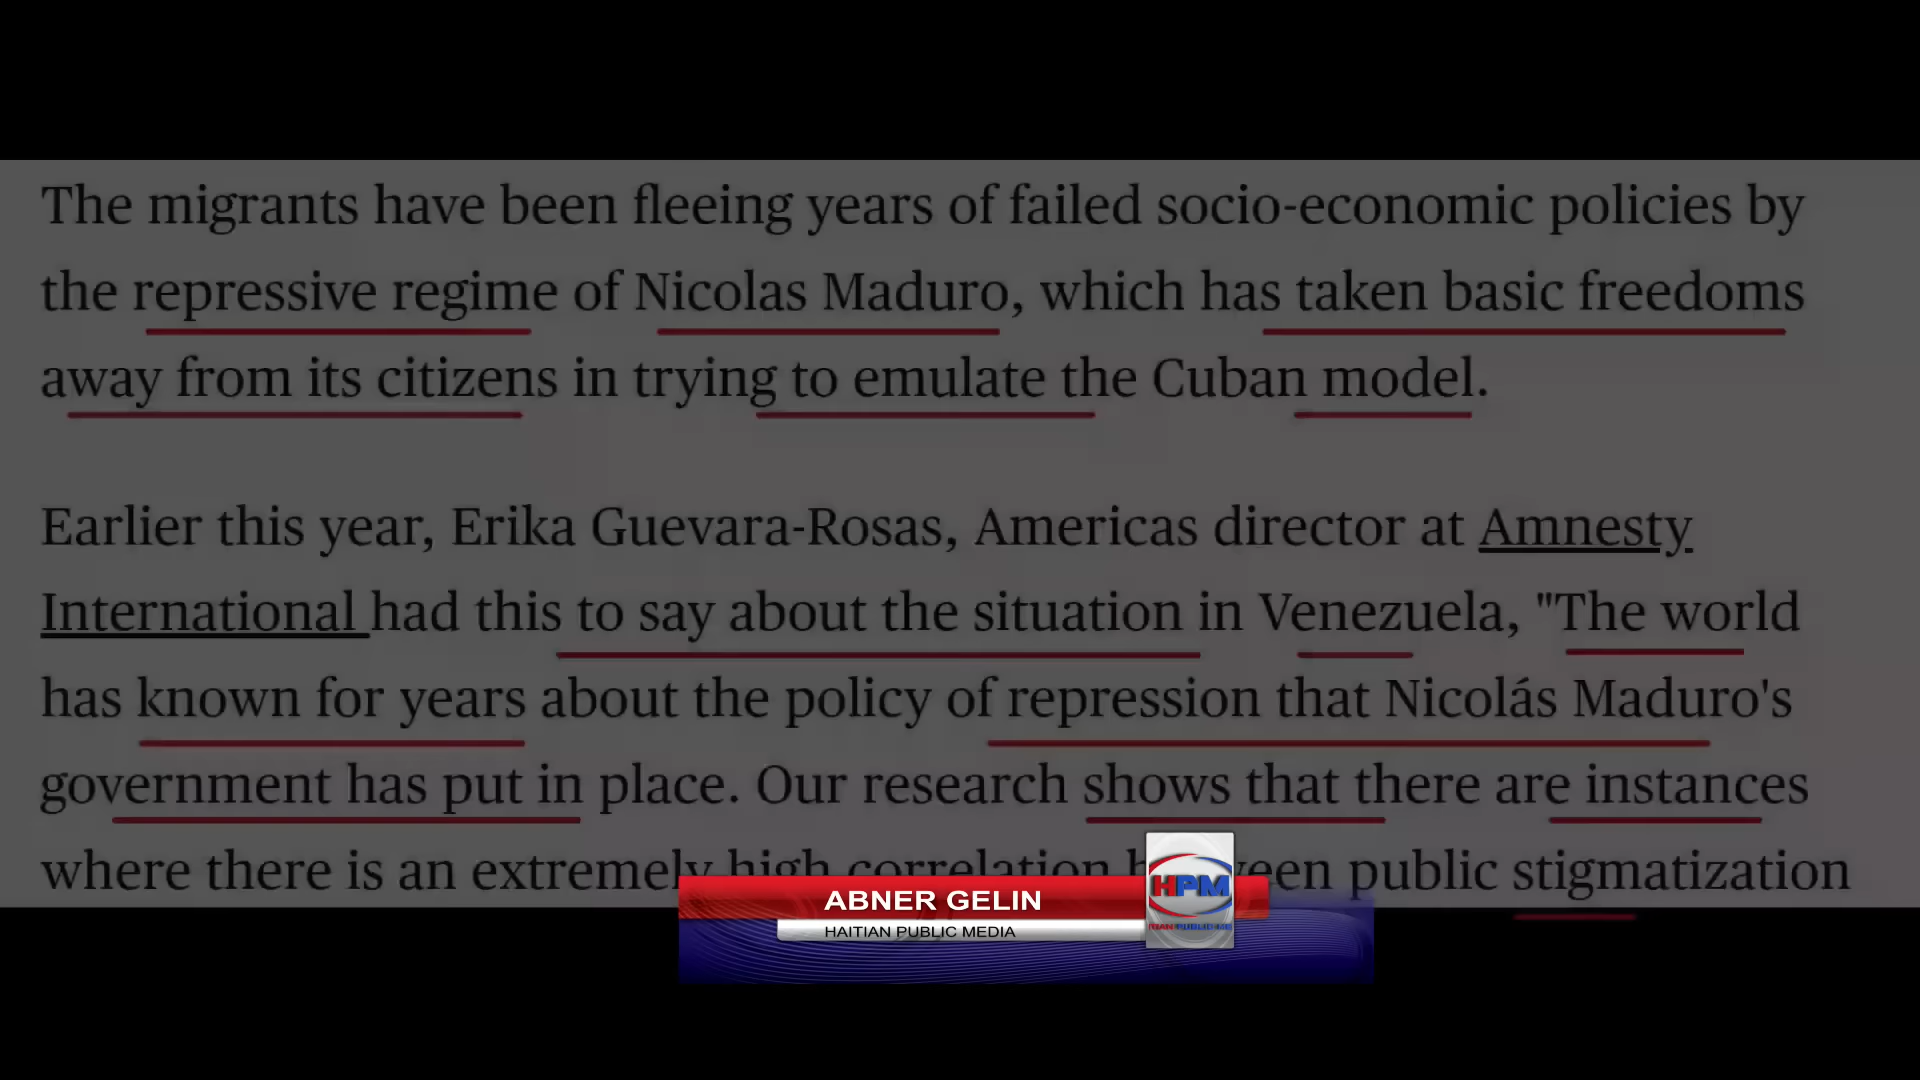 The migrants have been fleeing years of failed socio-economic policies by
the repressive regime of Nicolas Maduro, which has taken basic freedoms
away from its citizens in trying to emulate the Cuban model.
Earlier this year, Erika Guevara-Rosas, Americas director at Amnesty
International had this to say about the situation in Venezuela, "The world
has known for years about the policy of repression that Nicolás Maduro's
government has put in place. Our research shows that there are instances
where there is an extremely high correlation between public stigmatization
ABNER GELIN
HAITIAN PUBLIC MEDIA
HPM